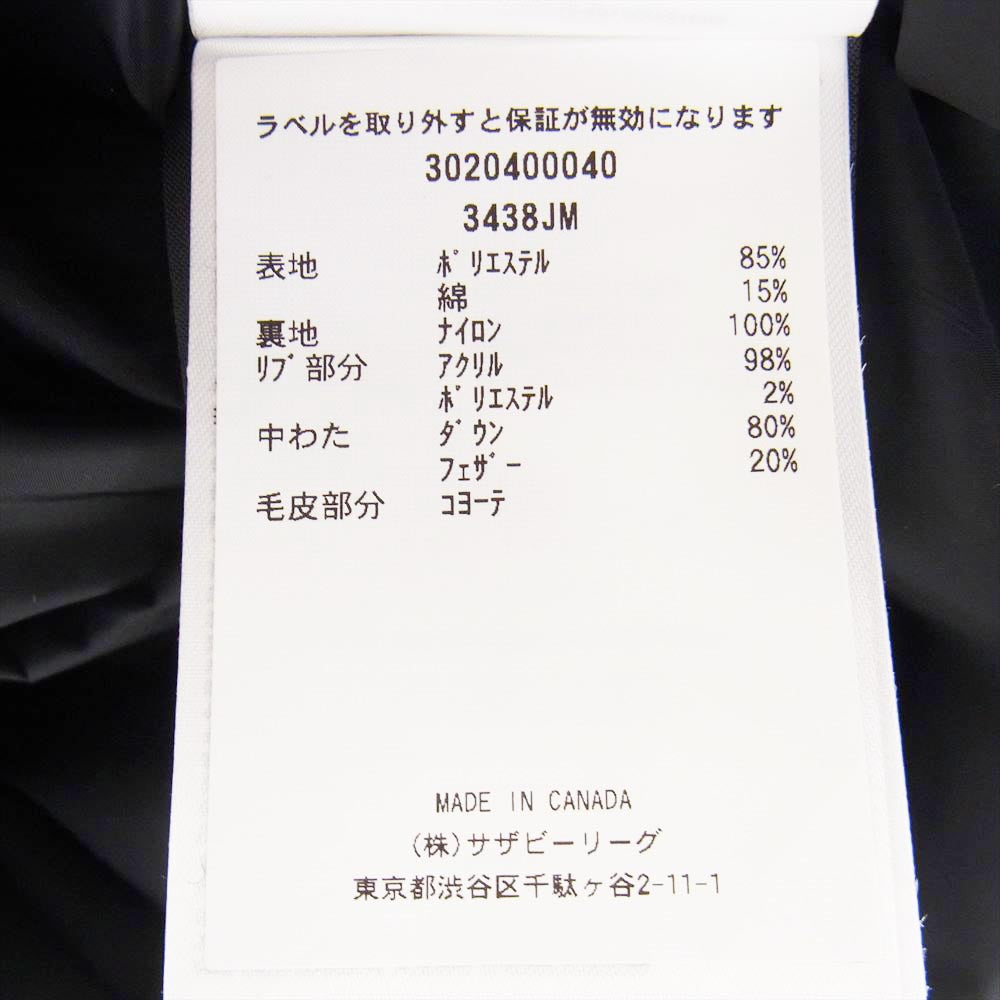 ラベルを取り外すと保証が無効になります
3020400040
3438JM
表地 ﾎﾟﾘｴｽﾃﾙ 85%
綿 15%
裏地 ﾅｲﾛﾝ 100%
ﾘﾌﾞ部分 ｱｸﾘﾙ 98%
ﾎﾟﾘｴｽﾃﾙ 2%
中わた ﾀﾞｳﾝ 80%
ﾌｪｻﾞｰ 20%
毛皮部分 ｺﾖｰﾃ
MADE IN CANADA
(株)サザビーリーグ
東京都渋谷区千駄ヶ谷2-11-1